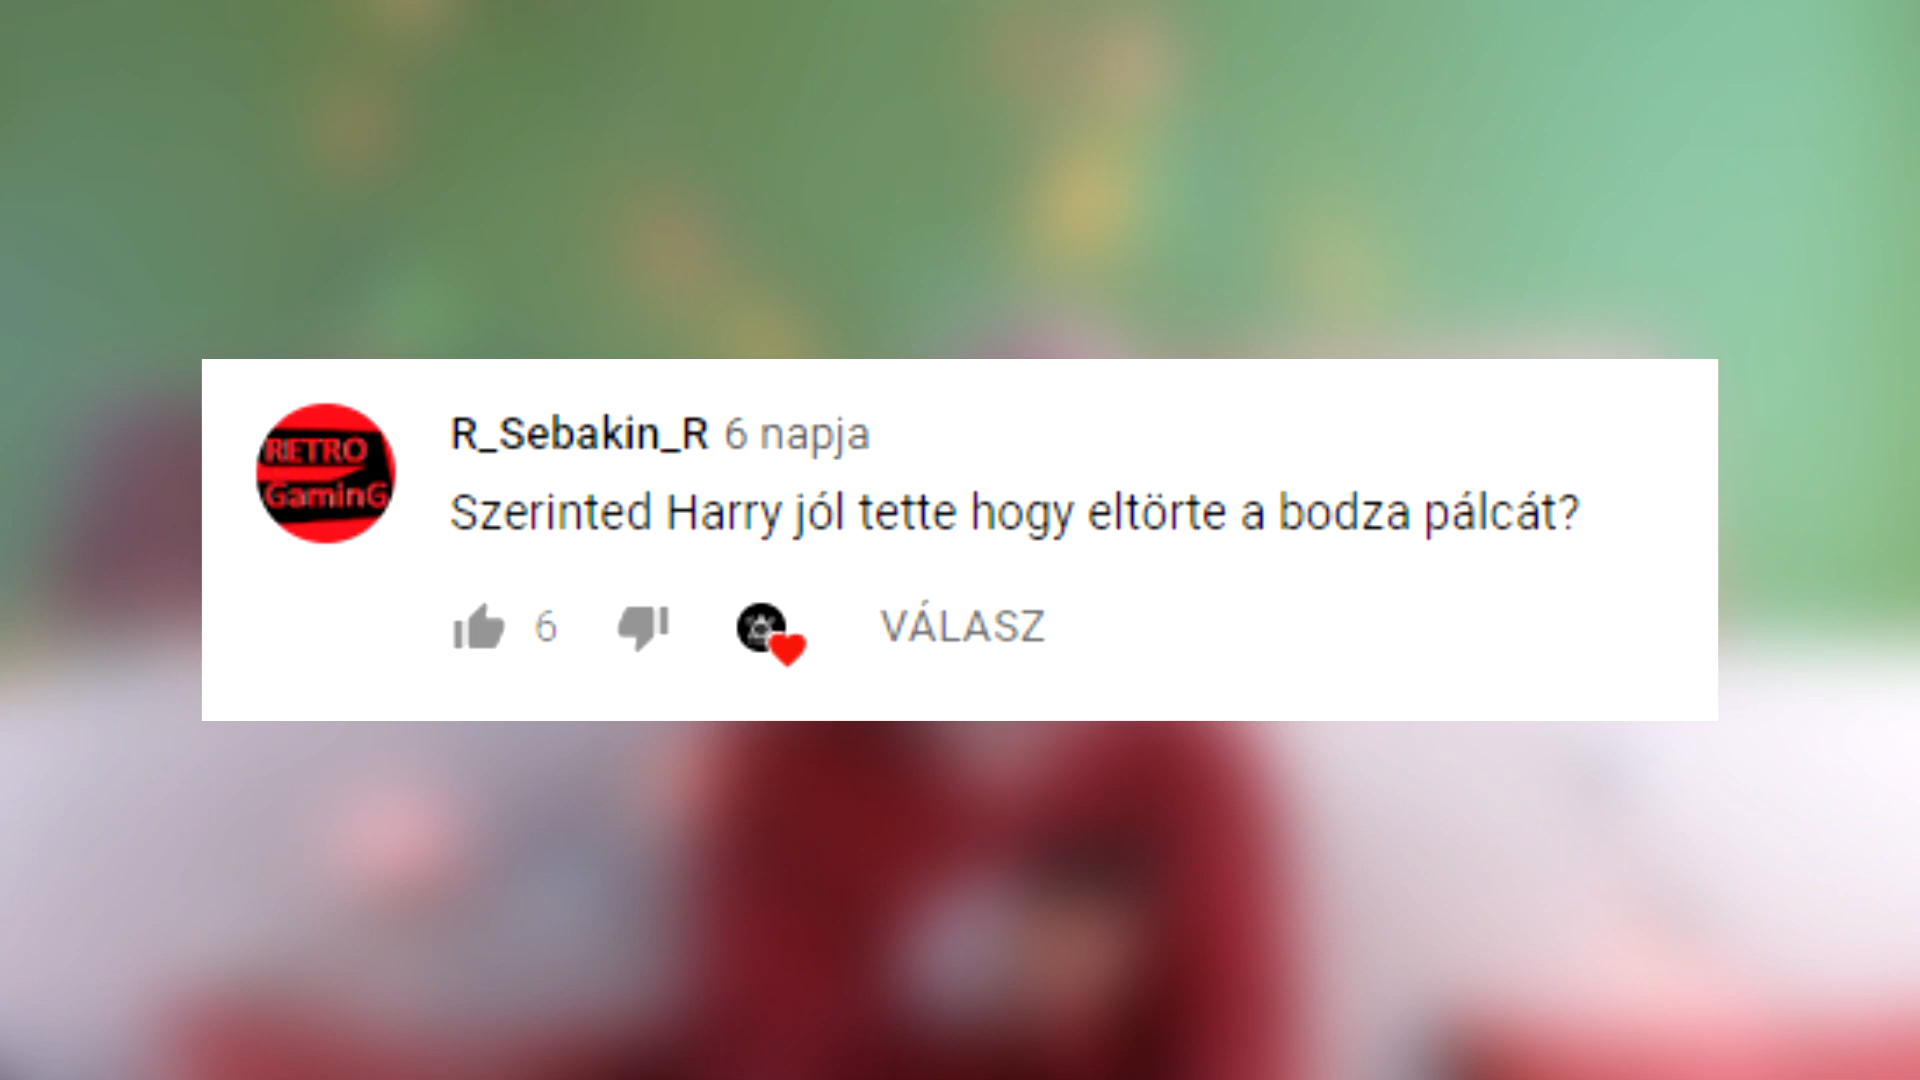 RETRO
GaminG
R_Sebakin_R 6 napja
Szerinted Harry jól tette hogy eltörte a bodza pálcát?
6 VÁLASZ